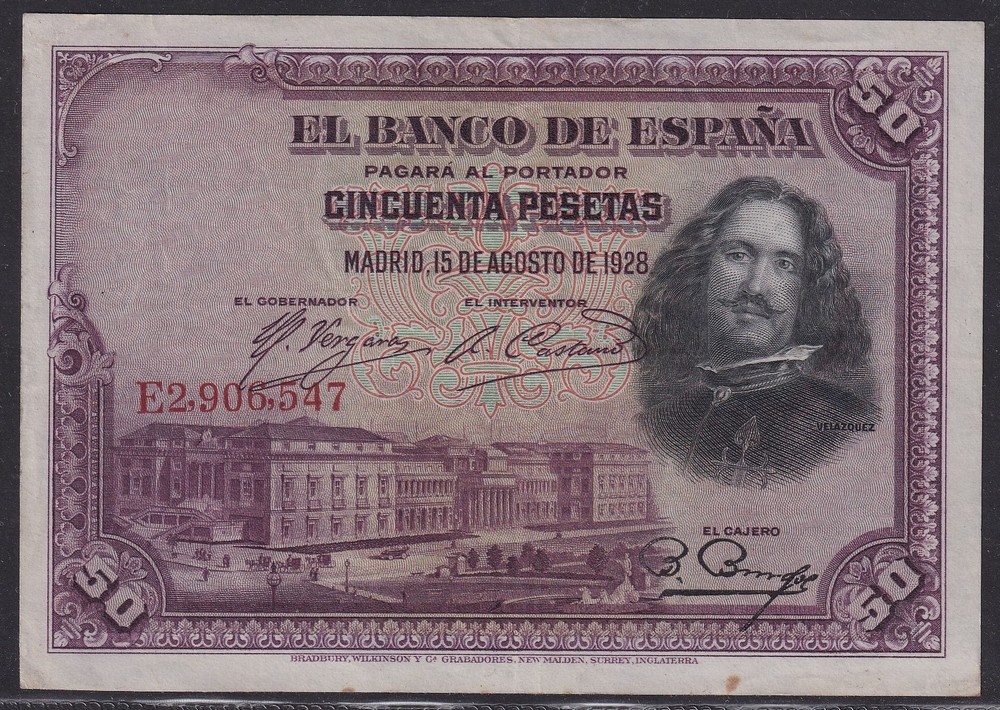 50
EL BANCO DE ESPAÑA
PAGARÁ AL PORTADOR
CINCUENTA PESETAS
MADRID, 15 DE AGOSTO DE 1928
EL GOBERNADOR
EL INTERVENTOR
E2,906,547
VELAZQUEZ
EL CAJERO
50
50
BRADBURY, WILKINSON Y Cª GRABADORES, NEW MALDEN, SURREY, INGLATERRA